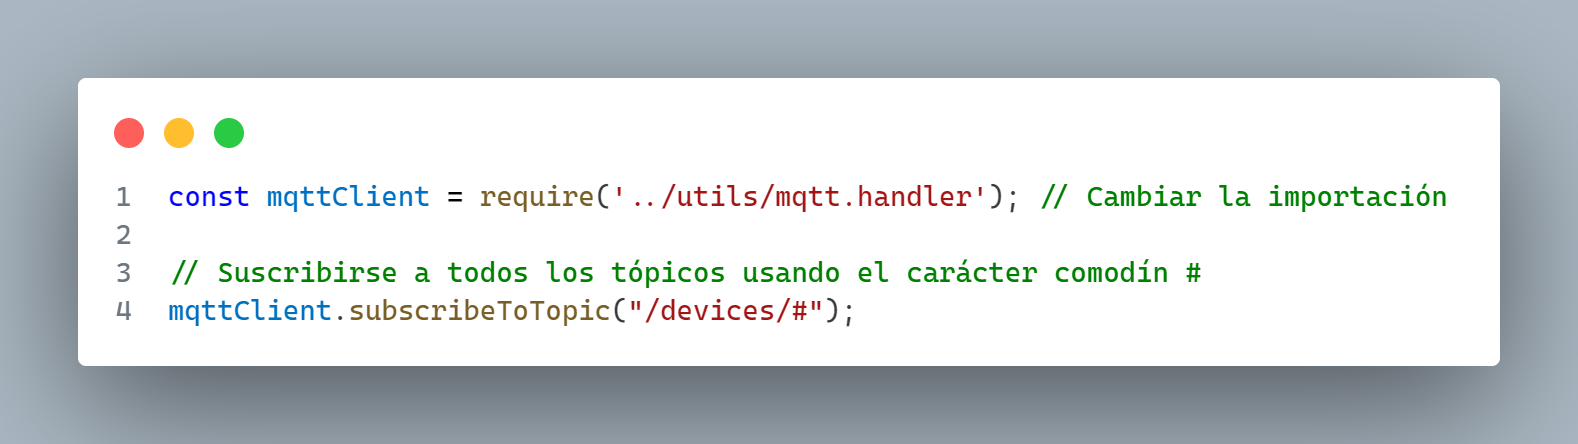 1 const mqttClient = require('../utils/mqtt.handler'); // Cambiar la importación
2
3 // Suscribirse a todos los tópicos usando el carácter comodín #
4 mqttClient.subscribeToTopic("/devices/#");